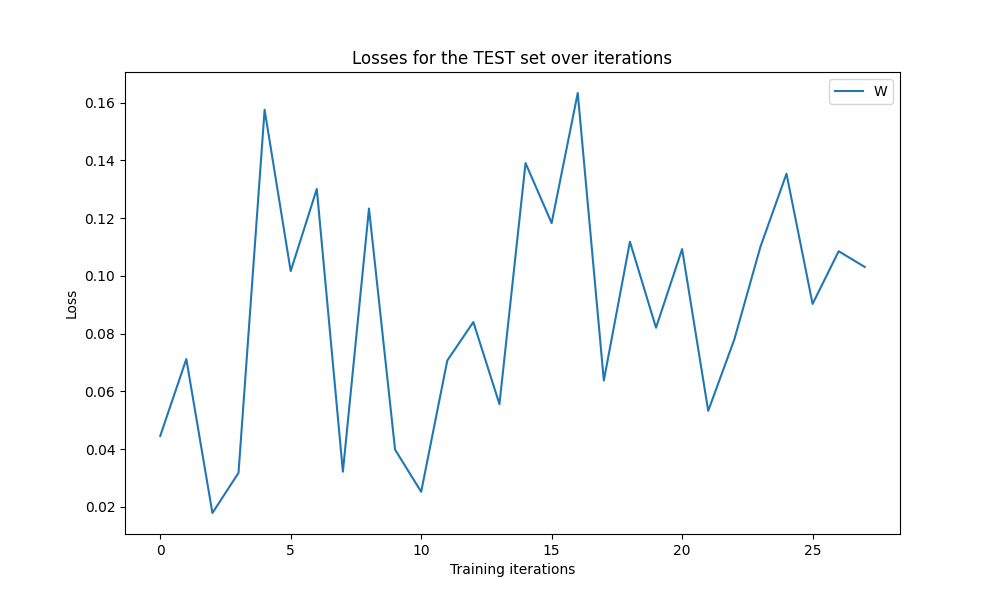 Losses for the TEST set over iterations
W
0.16
0.14
0.12
0.10
0.08
0.06
0.04
0.02
Loss
0 5 10 15 20 25
Training iterations